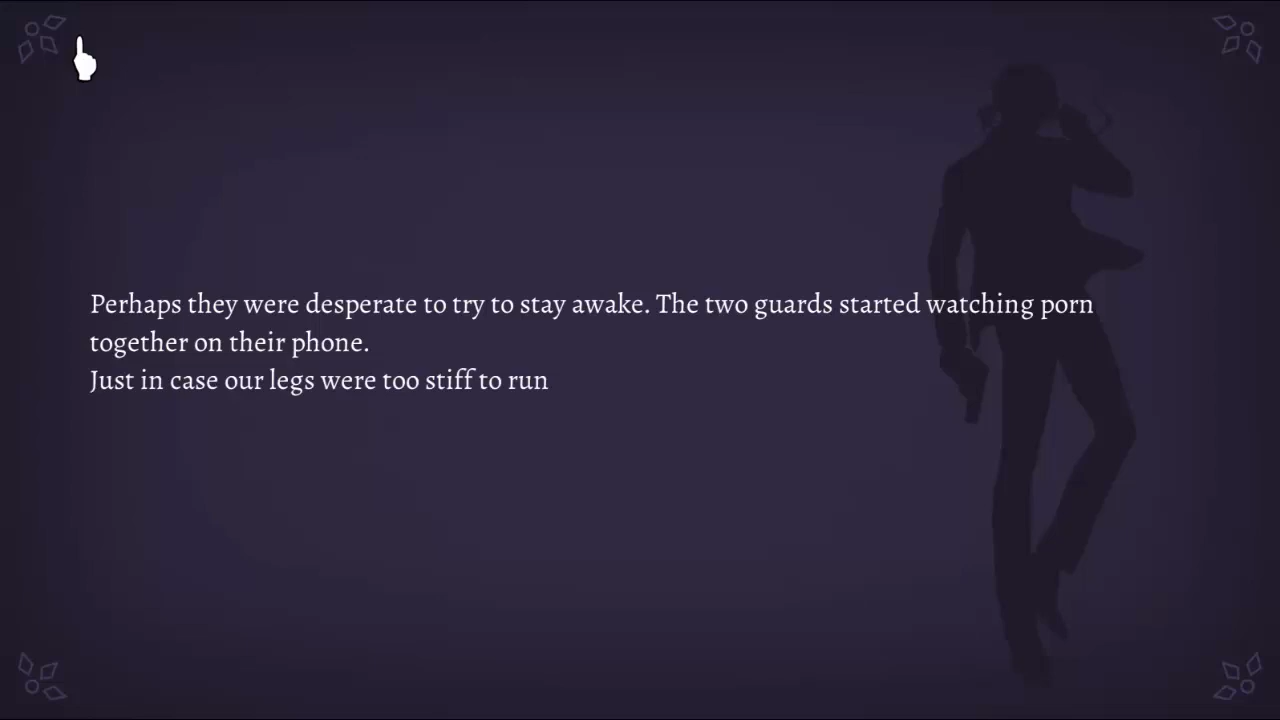 Perhaps they were desperate to try to stay awake. The two guards started watching porn
together on their phone.
Just in case our legs were too stiff to run